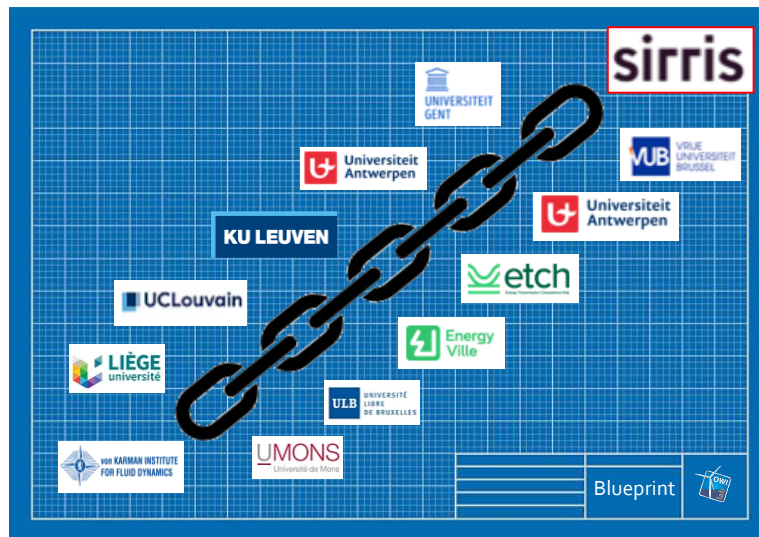 sirris
UNIVERSITEIT
GENT
VUB
VRIJE
UNIVERSITEIT
BRUSSEL
Universiteit
Antwerpen
Universiteit
Antwerpen
KU LEUVEN
etch
UCLouvain
Energy
Ville
LIÈGE
université
ULB
UNIVERSITÉ
LIBRE
DE BRUXELLES
UMONS
Université de Mons
von KARMAN INSTITUTE
FOR FLUID DYNAMICS
Blueprint
OWI